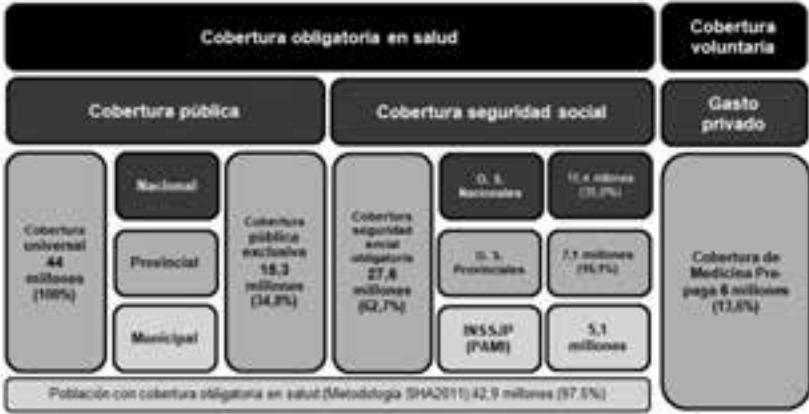 Cobertura obligatoria en salud
Cobertura
voluntaria
Cobertura pública
Cobertura seguridad social
Gasto
privado
Cobertura
universal
44
millones
(100%)
Nacional
Provincial
Municipal
Cobertura
pública
exclusiva
15,3
millones
(34,8%)
Cobertura
seguridad
social
obligatoria
27,6
millones
(62,7%)
O. S.
Nacionales
millones
O. S.
Provinciales
7,1 millones
INSSJP
(PAMI)
5,1
millones
Cobertura de
Medicina Pre-
paga 6 millones
(13,6%)
Población con cobertura obligatoria en salud (Metodología SHA2011) 42,9 millones (97,5%)